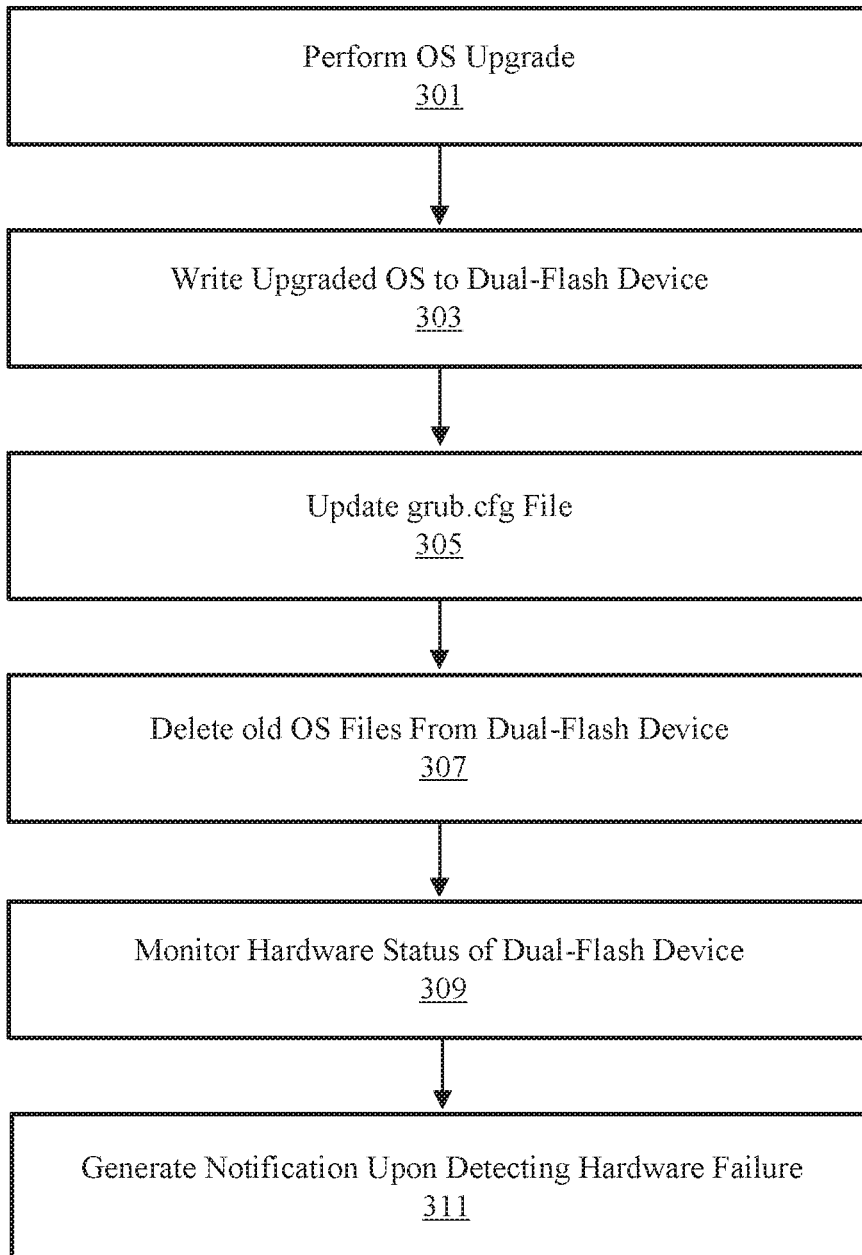 Perform OS Upgrade
301
Write Upgraded OS to Dual-Flash Device
303
Update grub.cfg File
305
Delete old OS Files From Dual-Flash Device
307
Monitor Hardware Status of Dual-Flash Device
309
Generate Notification Upon Detecting Hardware Failure
311